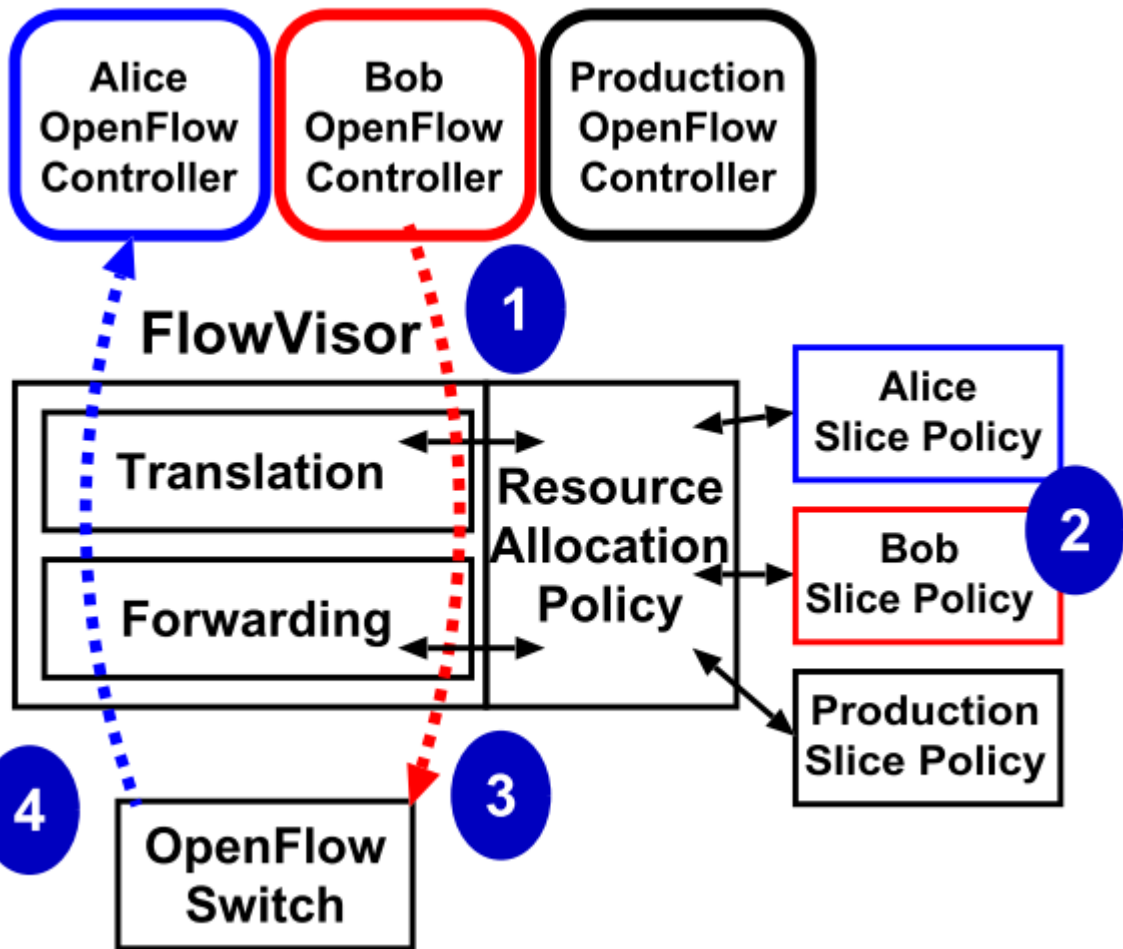 Alice
OpenFlow
Controller
Bob
OpenFlow
Controller
Production
OpenFlow
Controller
1
FlowVisor
Translation
Forwarding
Resource
Allocation
Policy
Alice
Slice Policy
2
Bob
Slice Policy
Production
Slice Policy
4
3
OpenFlow
Switch